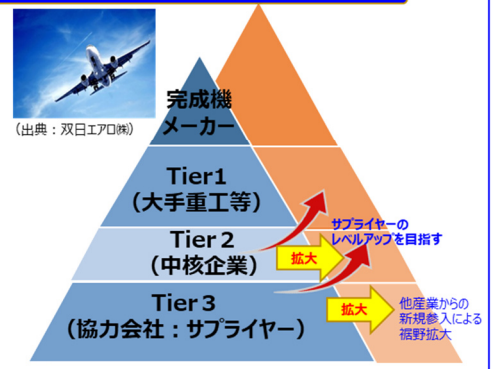 （出典：双日エアロ㈱）
完成機
メーカー
Tier1
（大手重工等）
サプライヤーの
レベルアップを目指す
Tier２
（中核企業）
拡大
Tier３
（協力会社：サプライヤー）
拡大
他産業からの
新規参入による
裾野拡大